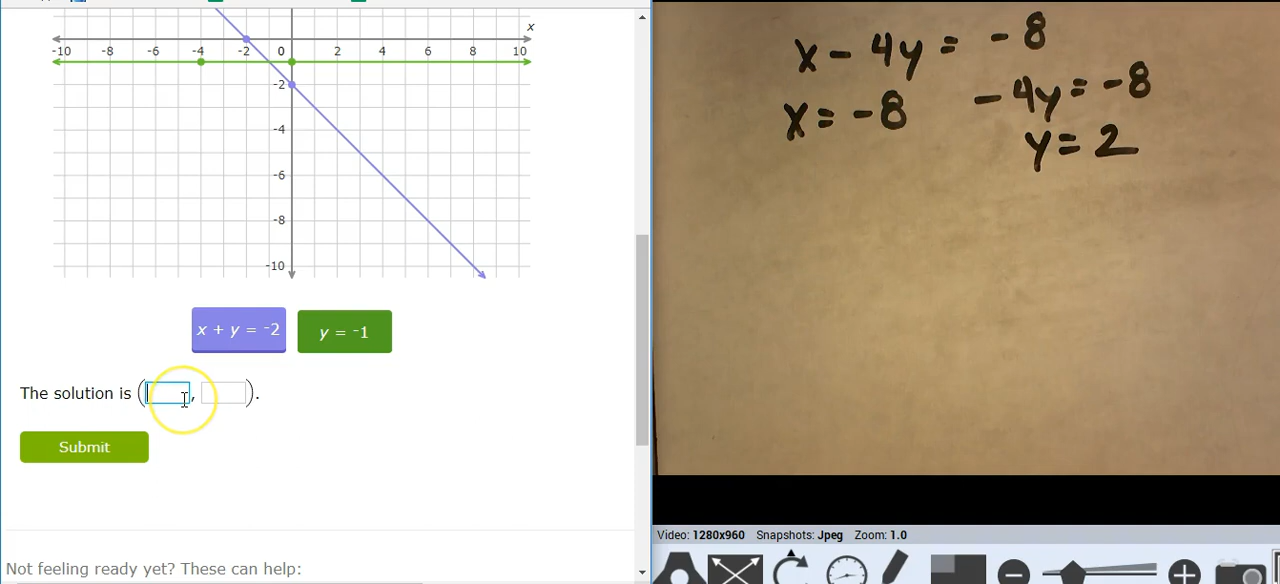 x
-10 -8 -6 -4 -2 0 2 4 6 8 10
-2
-4
-6
-8
-10
x + y = -2
y = -1
The solution is ( , ).
Submit
Not feeling ready yet? These can help:
x - 4y = -8
x = -8
-4y = -8
y = 2
Video: 1280x960 Snapshots: Jpeg Zoom: 1.0